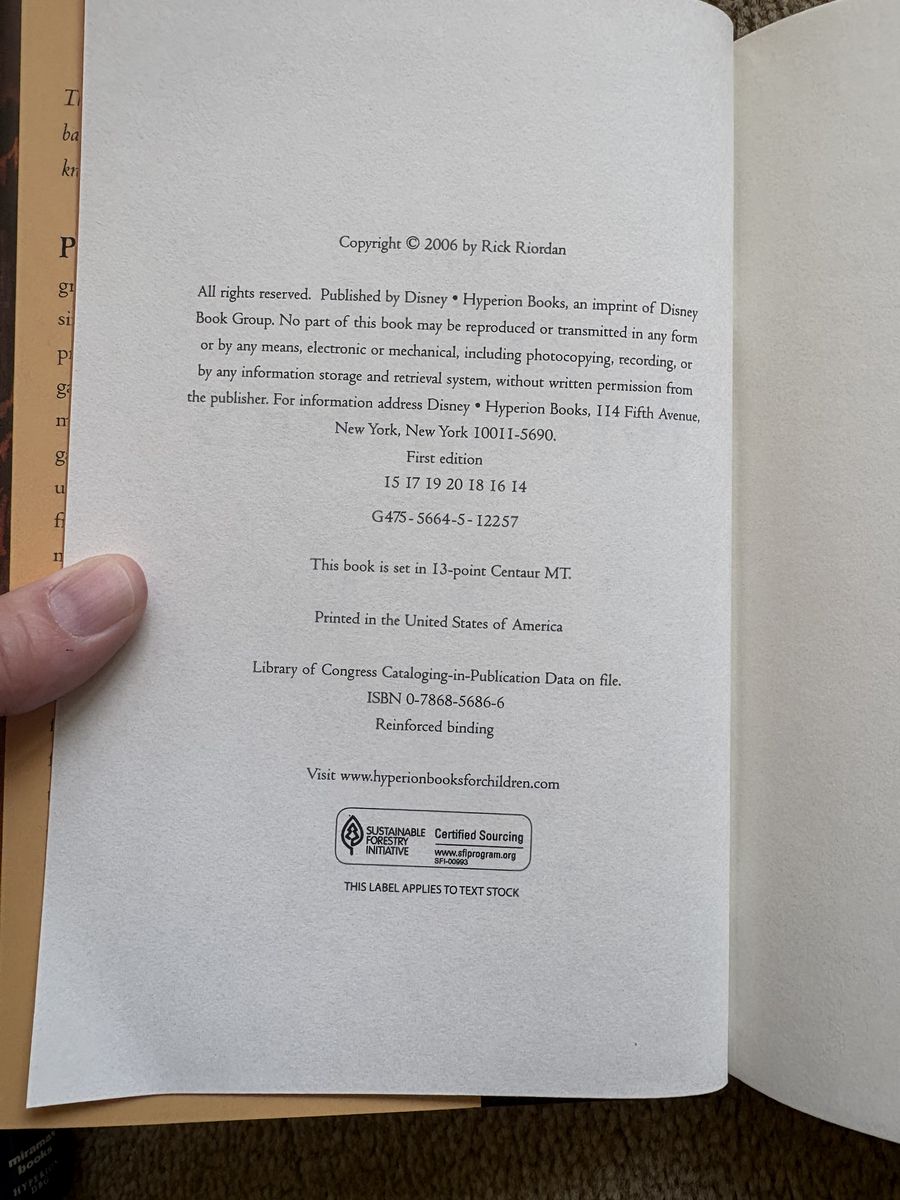 ba
P
si
u
Copyright © 2006 by Rick Riordan
All rights reserved. Published by Disney • Hyperion Books, an imprint of Disney
Book Group. No part of this book may be reproduced or transmitted in any form
or by any means, electronic or mechanical, including photocopying, recording, or
by any information storage and retrieval system, without written permission from
the publisher. For information address Disney • Hyperion Books, 114 Fifth Avenue,
New York, New York 10011-5690.
First edition
15 17 19 20 18 16 14
G475-5664-5-12257
This book is set in 13-point Centaur MT.
Printed in the United States of America
Library of Congress Cataloging-in-Publication Data on file.
ISBN 0-7868-5686-6
Reinforced binding
Visit www.hyperionbooksforchildren.com
SUSTAINABLE
FORESTRY
INITIATIVE
Certified Sourcing
www.sfiprogram.org
SFI-00993
THIS LABEL APPLIES TO TEXT STOCK
books